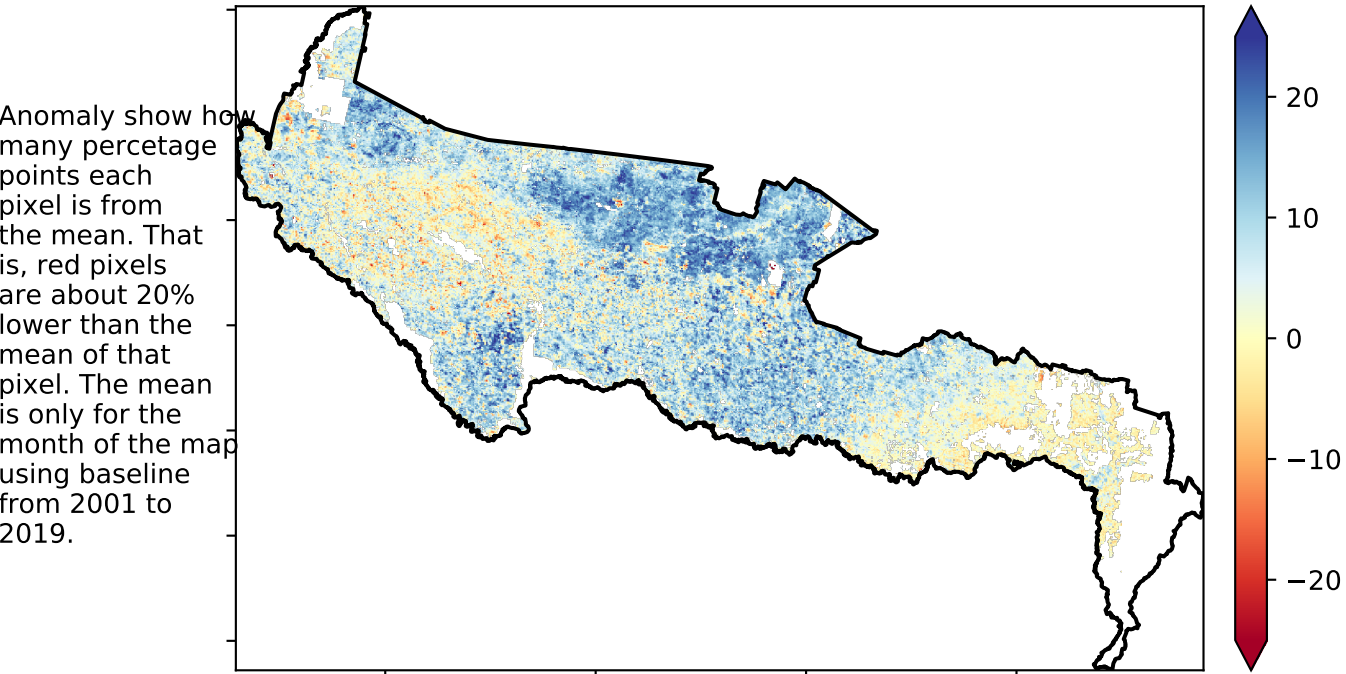 Anomaly show how
many percetage
points each
pixel is from
the mean. That
is, red pixels
are about 20%
lower than the
mean of that
pixel. The mean
is only for the
month of the map
using baseline
from 2001 to
2019.
20
10
0
−10
−20